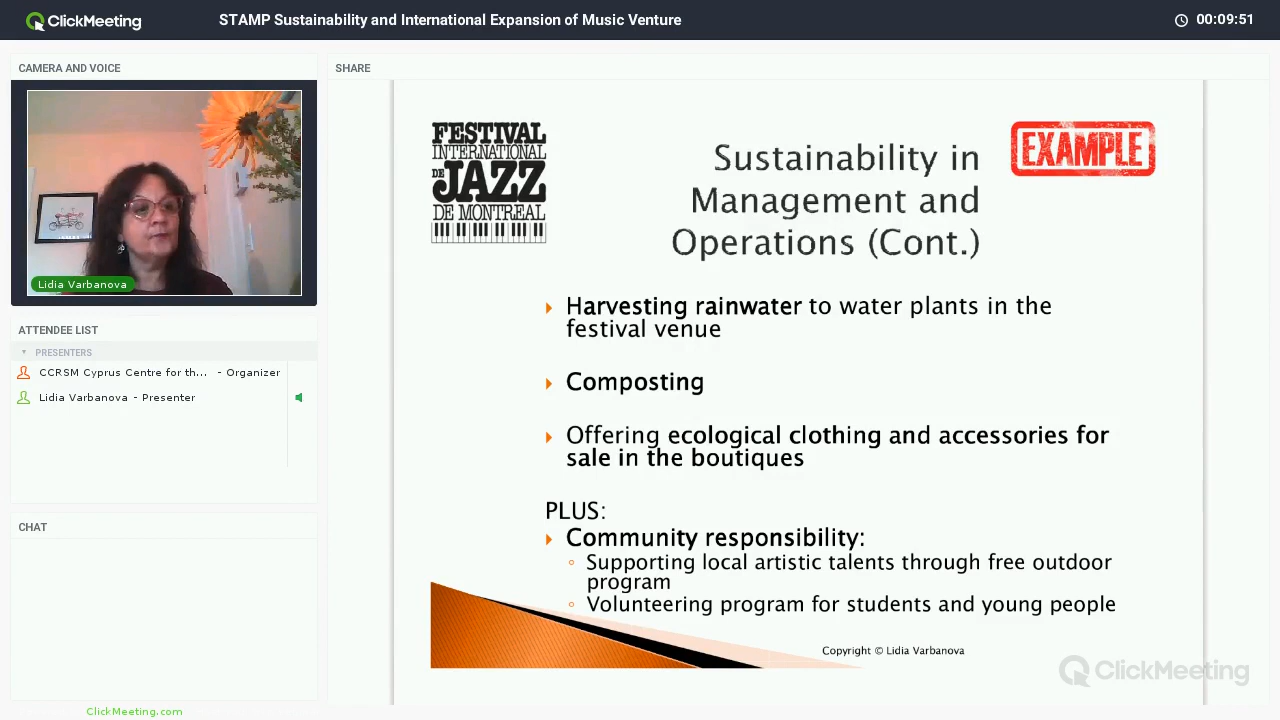 ClickMeeting
STAMP Sustainability and International Expansion of Music Venture
00:09:51
CAMERA AND VOICE
Lidia Varbanova
ATTENDEE LIST
PRESENTERS
CCRSM Cyprus Centre for th... - Organizer
Lidia Varbanova - Presenter
CHAT
ClickMeeting.com
SHARE
FESTIVAL
INTERNATIONAL
DE JAZZ
DE MONTREAL
Sustainability in
Management and
Operations (Cont.)
EXAMPLE
Harvesting rainwater to water plants in the
festival venue
Composting
Offering ecological clothing and accessories for
sale in the boutiques
PLUS:
Community responsibility:
Supporting local artistic talents through free outdoor
program
Volunteering program for students and young people
Copyright © Lidia Varbanova
ClickMeeting